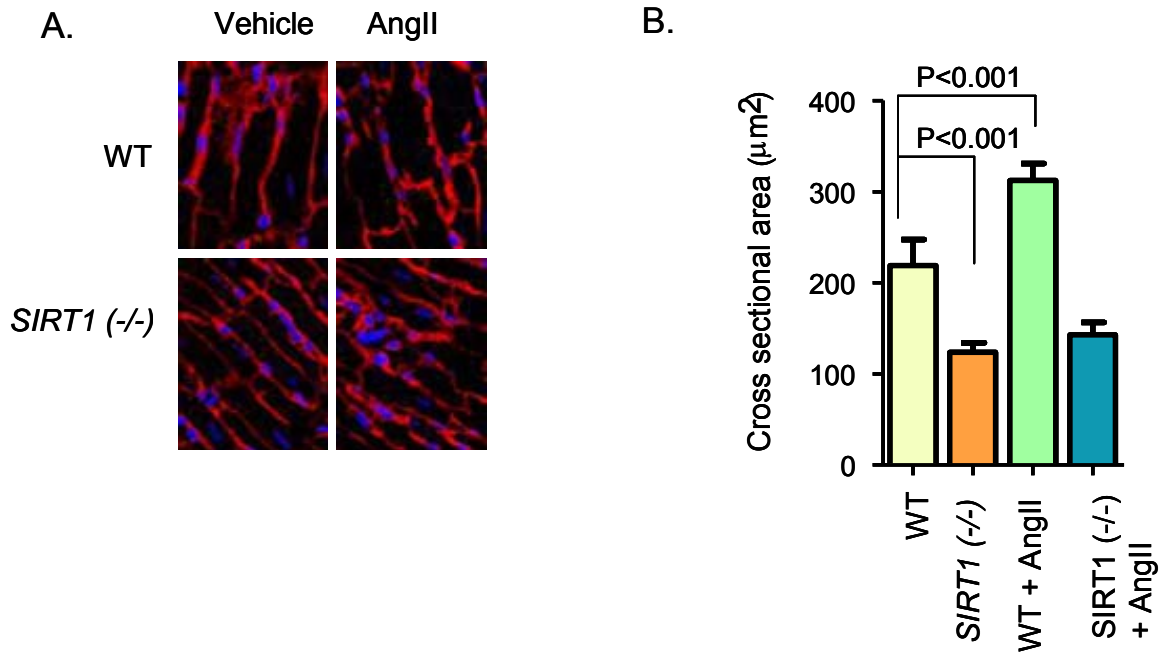 A.
Vehicle
AngII
WT
SIRT1 (-/-)
B.
P<0.001
P<0.001
Cross sectional area (μm2)
400
300
200
100
0
WT
SIRT1 (-/-)
WT + AngII
SIRT1 (-/-)
+ AngII